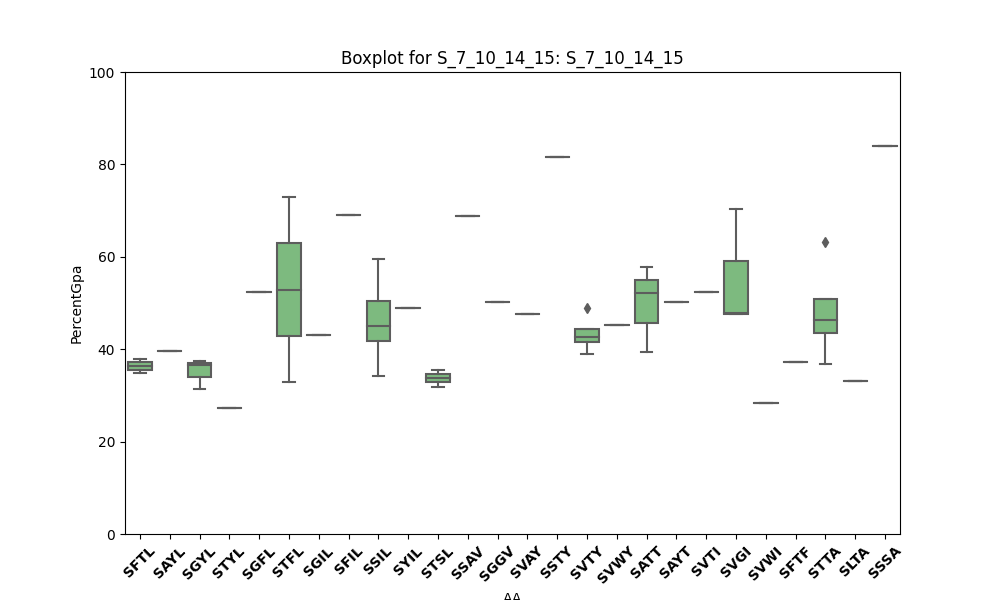 Boxplot for S_7_10_14_15: S_7_10_14_15
100
80
60
40
20
0
PercentGpa
SFTL SAYL SGYL STYL SGFL STFL SGIL SFIL SSIL SYIL STSL SSAV SGGV SVAY SSTY SVTY SVWY SATT SAYT SVTI SVGI SVWI SFTF STTA SLTA SSSA
AA